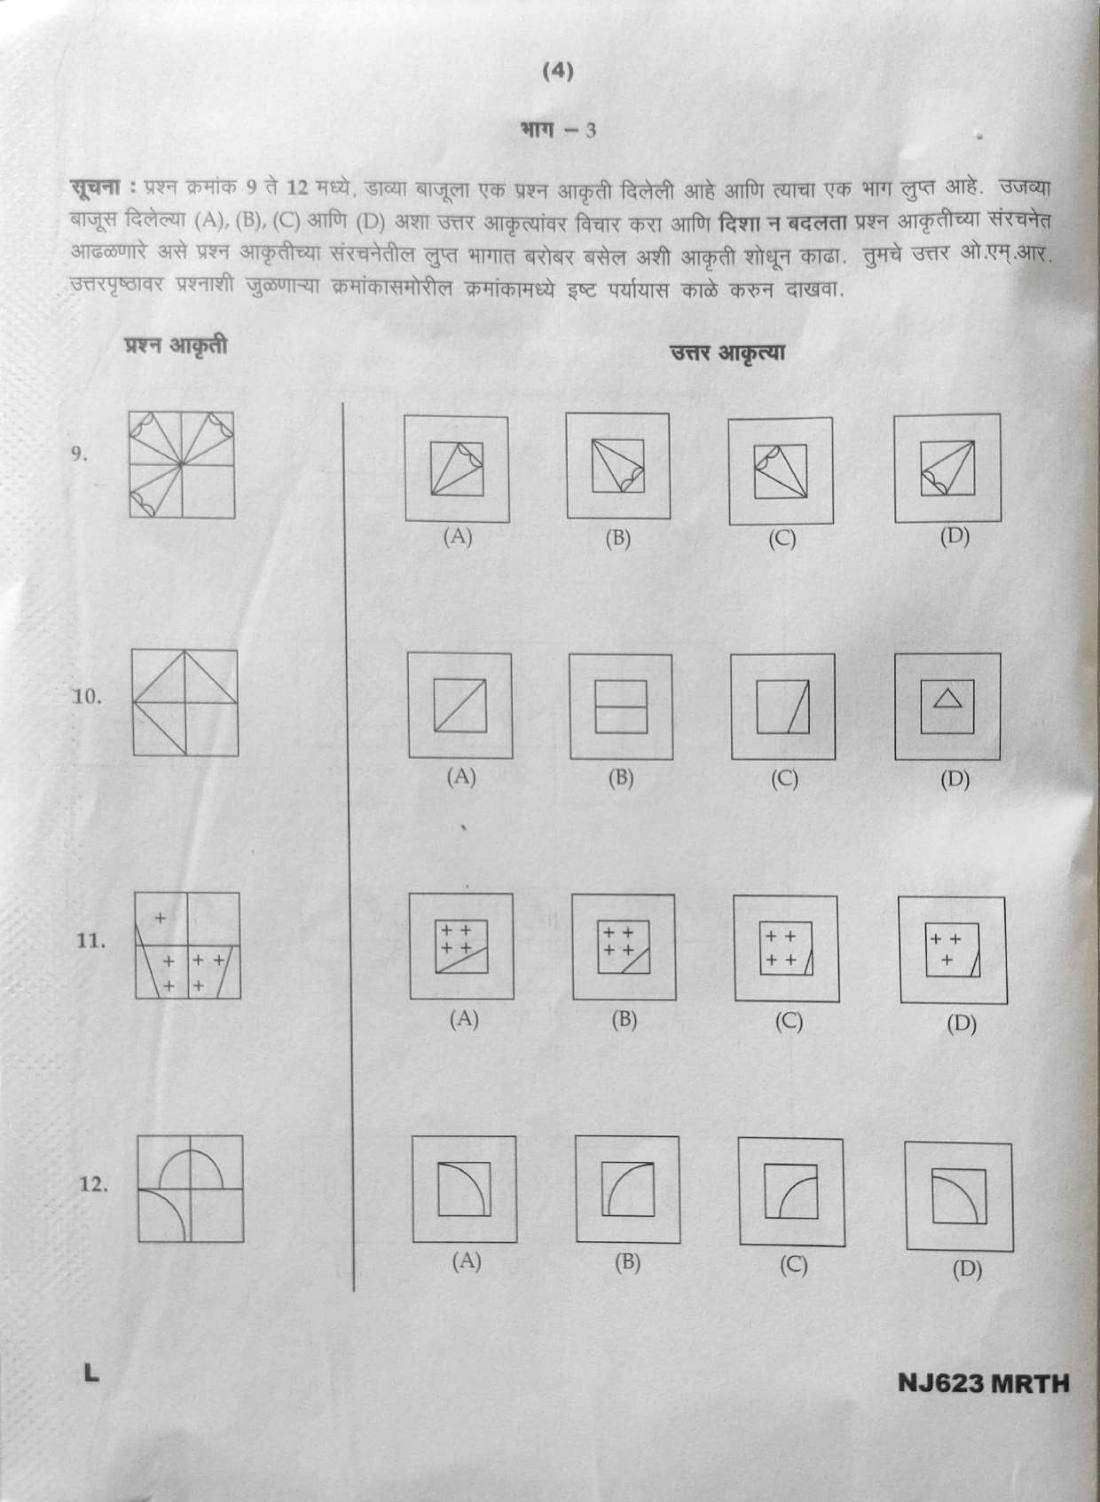 (4)
भाग – 3
सूचना : प्रश्न क्रमांक 9 ते 12 मध्ये, डाव्या बाजूला एक प्रश्न आकृती दिलेली आहे आणि त्याचा एक भाग लुप्त आहे. उजव्या
बाजूस दिलेल्या (A), (B), (C) आणि (D) अशा उत्तर आकृत्यांवर विचार करा आणि दिशा न बदलता प्रश्न आकृतीच्या संरचनेत
आढळणारे असे प्रश्न आकृतीच्या संरचनेतील लुप्त भागात बरोबर बसेल अशी आकृती शोधून काढा. तुमचे उत्तर ओ.एम्.आर.
उत्तरपृष्ठावर प्रश्नाशी जुळणाऱ्या क्रमांकासमोरील क्रमांकामध्ये इष्ट पर्यायास काळे करुन दाखवा.
प्रश्न आकृती उत्तर आकृत्या
9.
(A) (B) (C) (D)
10.
(A) (B) (C) (D)
11.
(A) (B) (C) (D)
12.
(A) (B) (C) (D)
L NJ623 MRTH